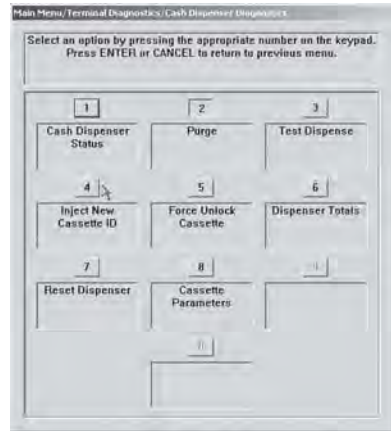 Main Menu/Terminal Diagnostics/Cash Dispenser Diagnostics
Select an option by pressing the appropriate number on the keypad.
Press ENTER or CANCEL to return to previous menu.
1
2
3
Cash Dispenser
Status
Purge
Test Dispense
4
5
6
Inject New
Cassette ID
Force Unlock
Cassette
Dispenser Totals
7
8
9
Reset Dispenser
Cassette
Parameters
0